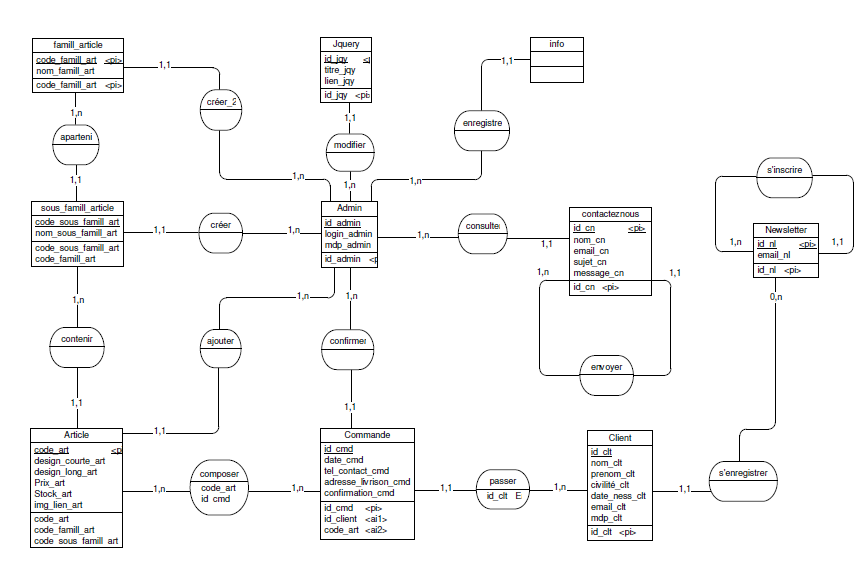 famill_article
code_famill_art <pi>
nom_famill_art
code_famill_art <pi>
1,1
créer_2
1,n
Jquery
id_jqy
titre_jqy
lien_jqy
id_jqy <pi
1,1
modifier
1,n
info
1,1
enregistre
1,n
1,n
aparteni
1,1
s'inscrire
1,n
1,1
sous_famill_article
code_sous_famill_art
nom_sous_famill_art
code_sous_famill_art
code_famill_art
1,1
créer
1,n
Admin
id_admin
login_admin
mdp_admin
id_admin <p
1,n
consulter
1,1
contacteznous
id_cn <pi>
nom_cn
email_cn
sujet_cn
message_cn
id_cn <pi>
1,n
1,1
envoyer
Newsletter
id_nl <pi>
email_nl
id_nl <pi>
0,n
1,n
contenir
1,1
1,n
ajouter
1,1
1,n
confirmer
1,1
Article
code_art <p
design_courte_art
design_long_art
Prix_art
Stock_art
img_lien_art
code_art
code_famill_art
code_sous_famill_art
1,n
composer
code_art
id_cmd
1,n
Commande
id_cmd
date_cmd
tel_contact_cmd
adresse_livrison_cmd
confirmation_cmd
id_cmd <pi>
id_client <ai1>
code_art <ai2>
1,1
passer
id_clt E
1,n
Client
id_clt
nom_clt
prenom_clt
civilité_clt
date_ness_clt
email_clt
mdp_clt
id_clt <pi>
1,1
s'enregistrer